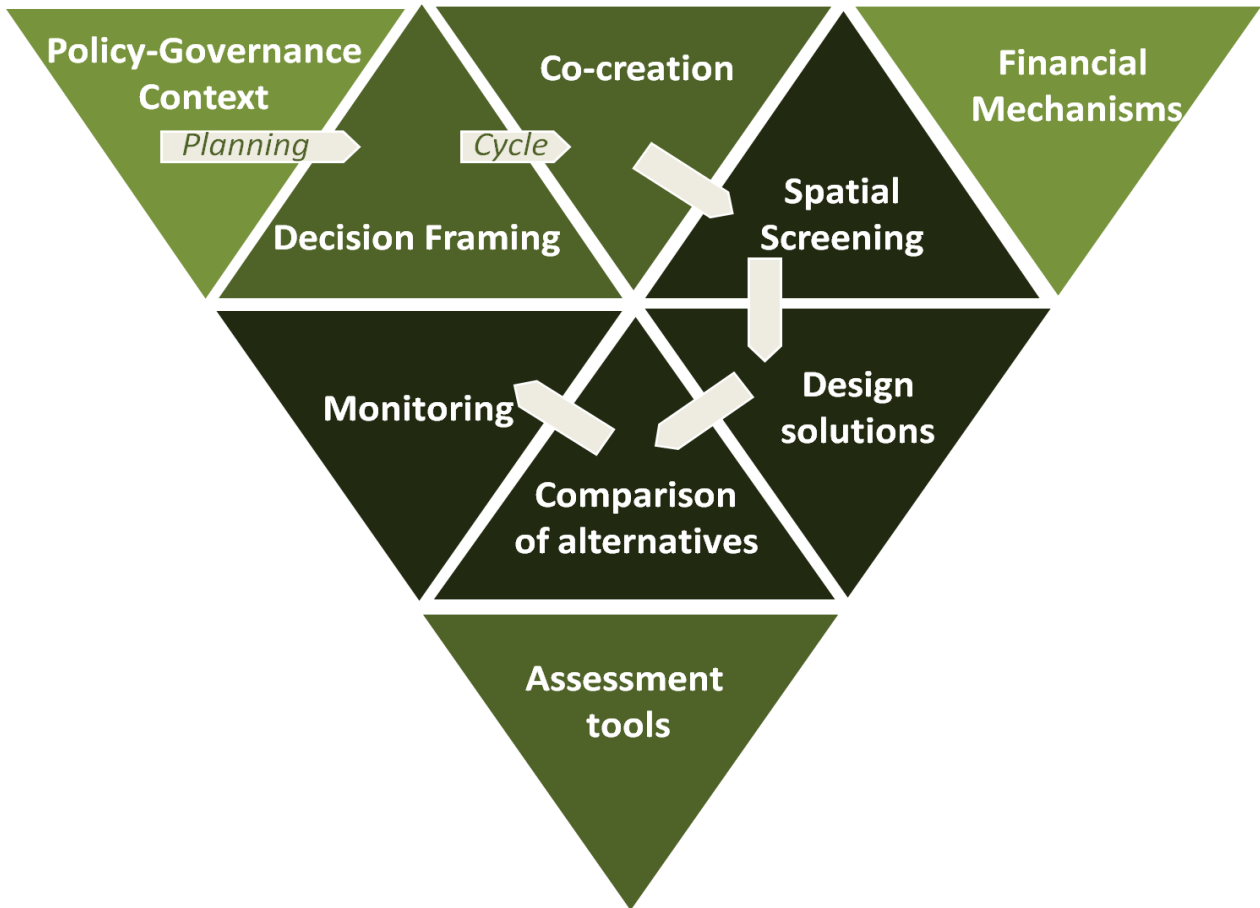 Policy-Governance
Context
Planning
Decision Framing
Cycle
Co-creation
Spatial
Screening
Financial
Mechanisms
Design
solutions
Comparison
of alternatives
Monitoring
Assessment
tools